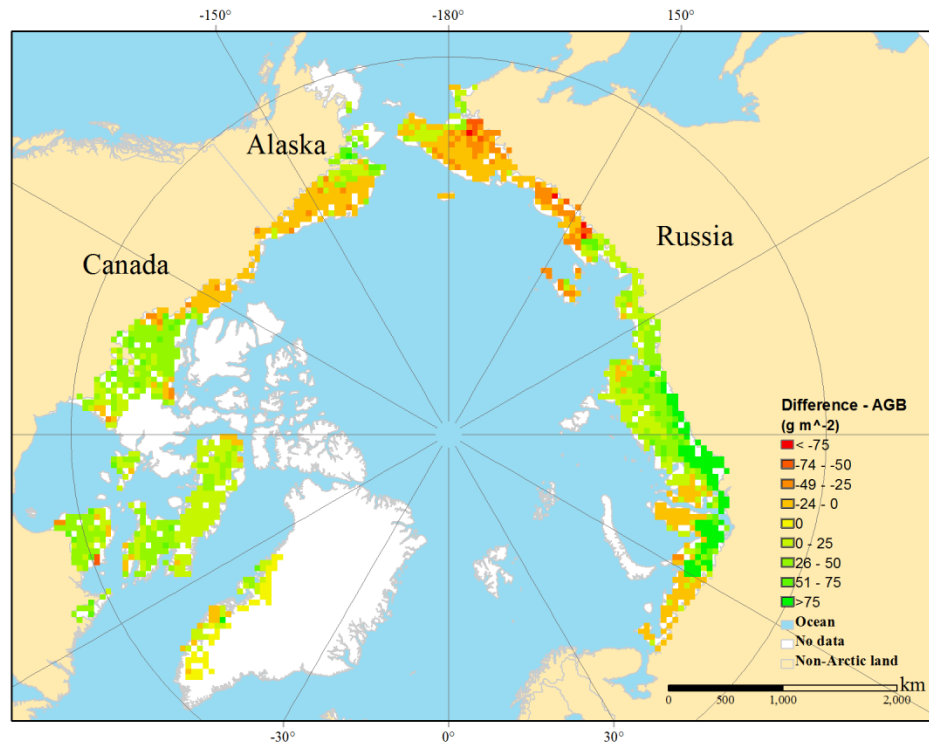 -150°
-180°
150°
Alaska
Canada
Russia
Difference - AGB
(g m^-2)
< -75
-74 - -50
-49 - -25
-24 - 0
0
0 - 25
26 - 50
51 - 75
>75
Ocean
No data
Non-Arctic land
km
0 500 1,000 2,000
-30°
0°
30°